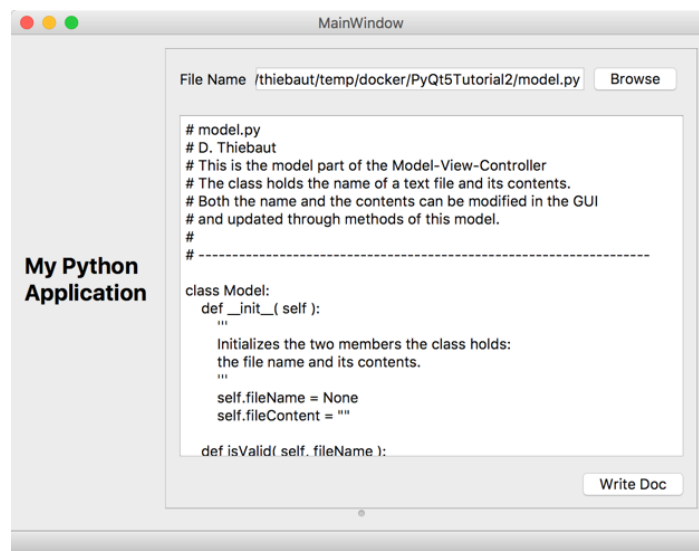 MainWindow
File Name /thiebaut/temp/docker/PyQt5Tutorial2/model.py Browse
# model.py
# D. Thiebaut
# This is the model part of the Model-View-Controller
# The class holds the name of a text file and its contents.
# Both the name and the contents can be modified in the GUI
# and updated through methods of this model.
#
# -------------------------------------------------------------------
class Model:
def __init__( self ):
'''
Initializes the two members the class holds:
the file name and its contents.
'''
self.fileName = None
self.fileContent = ""
def isValid( self, fileName ):
My Python
Application
Write Doc